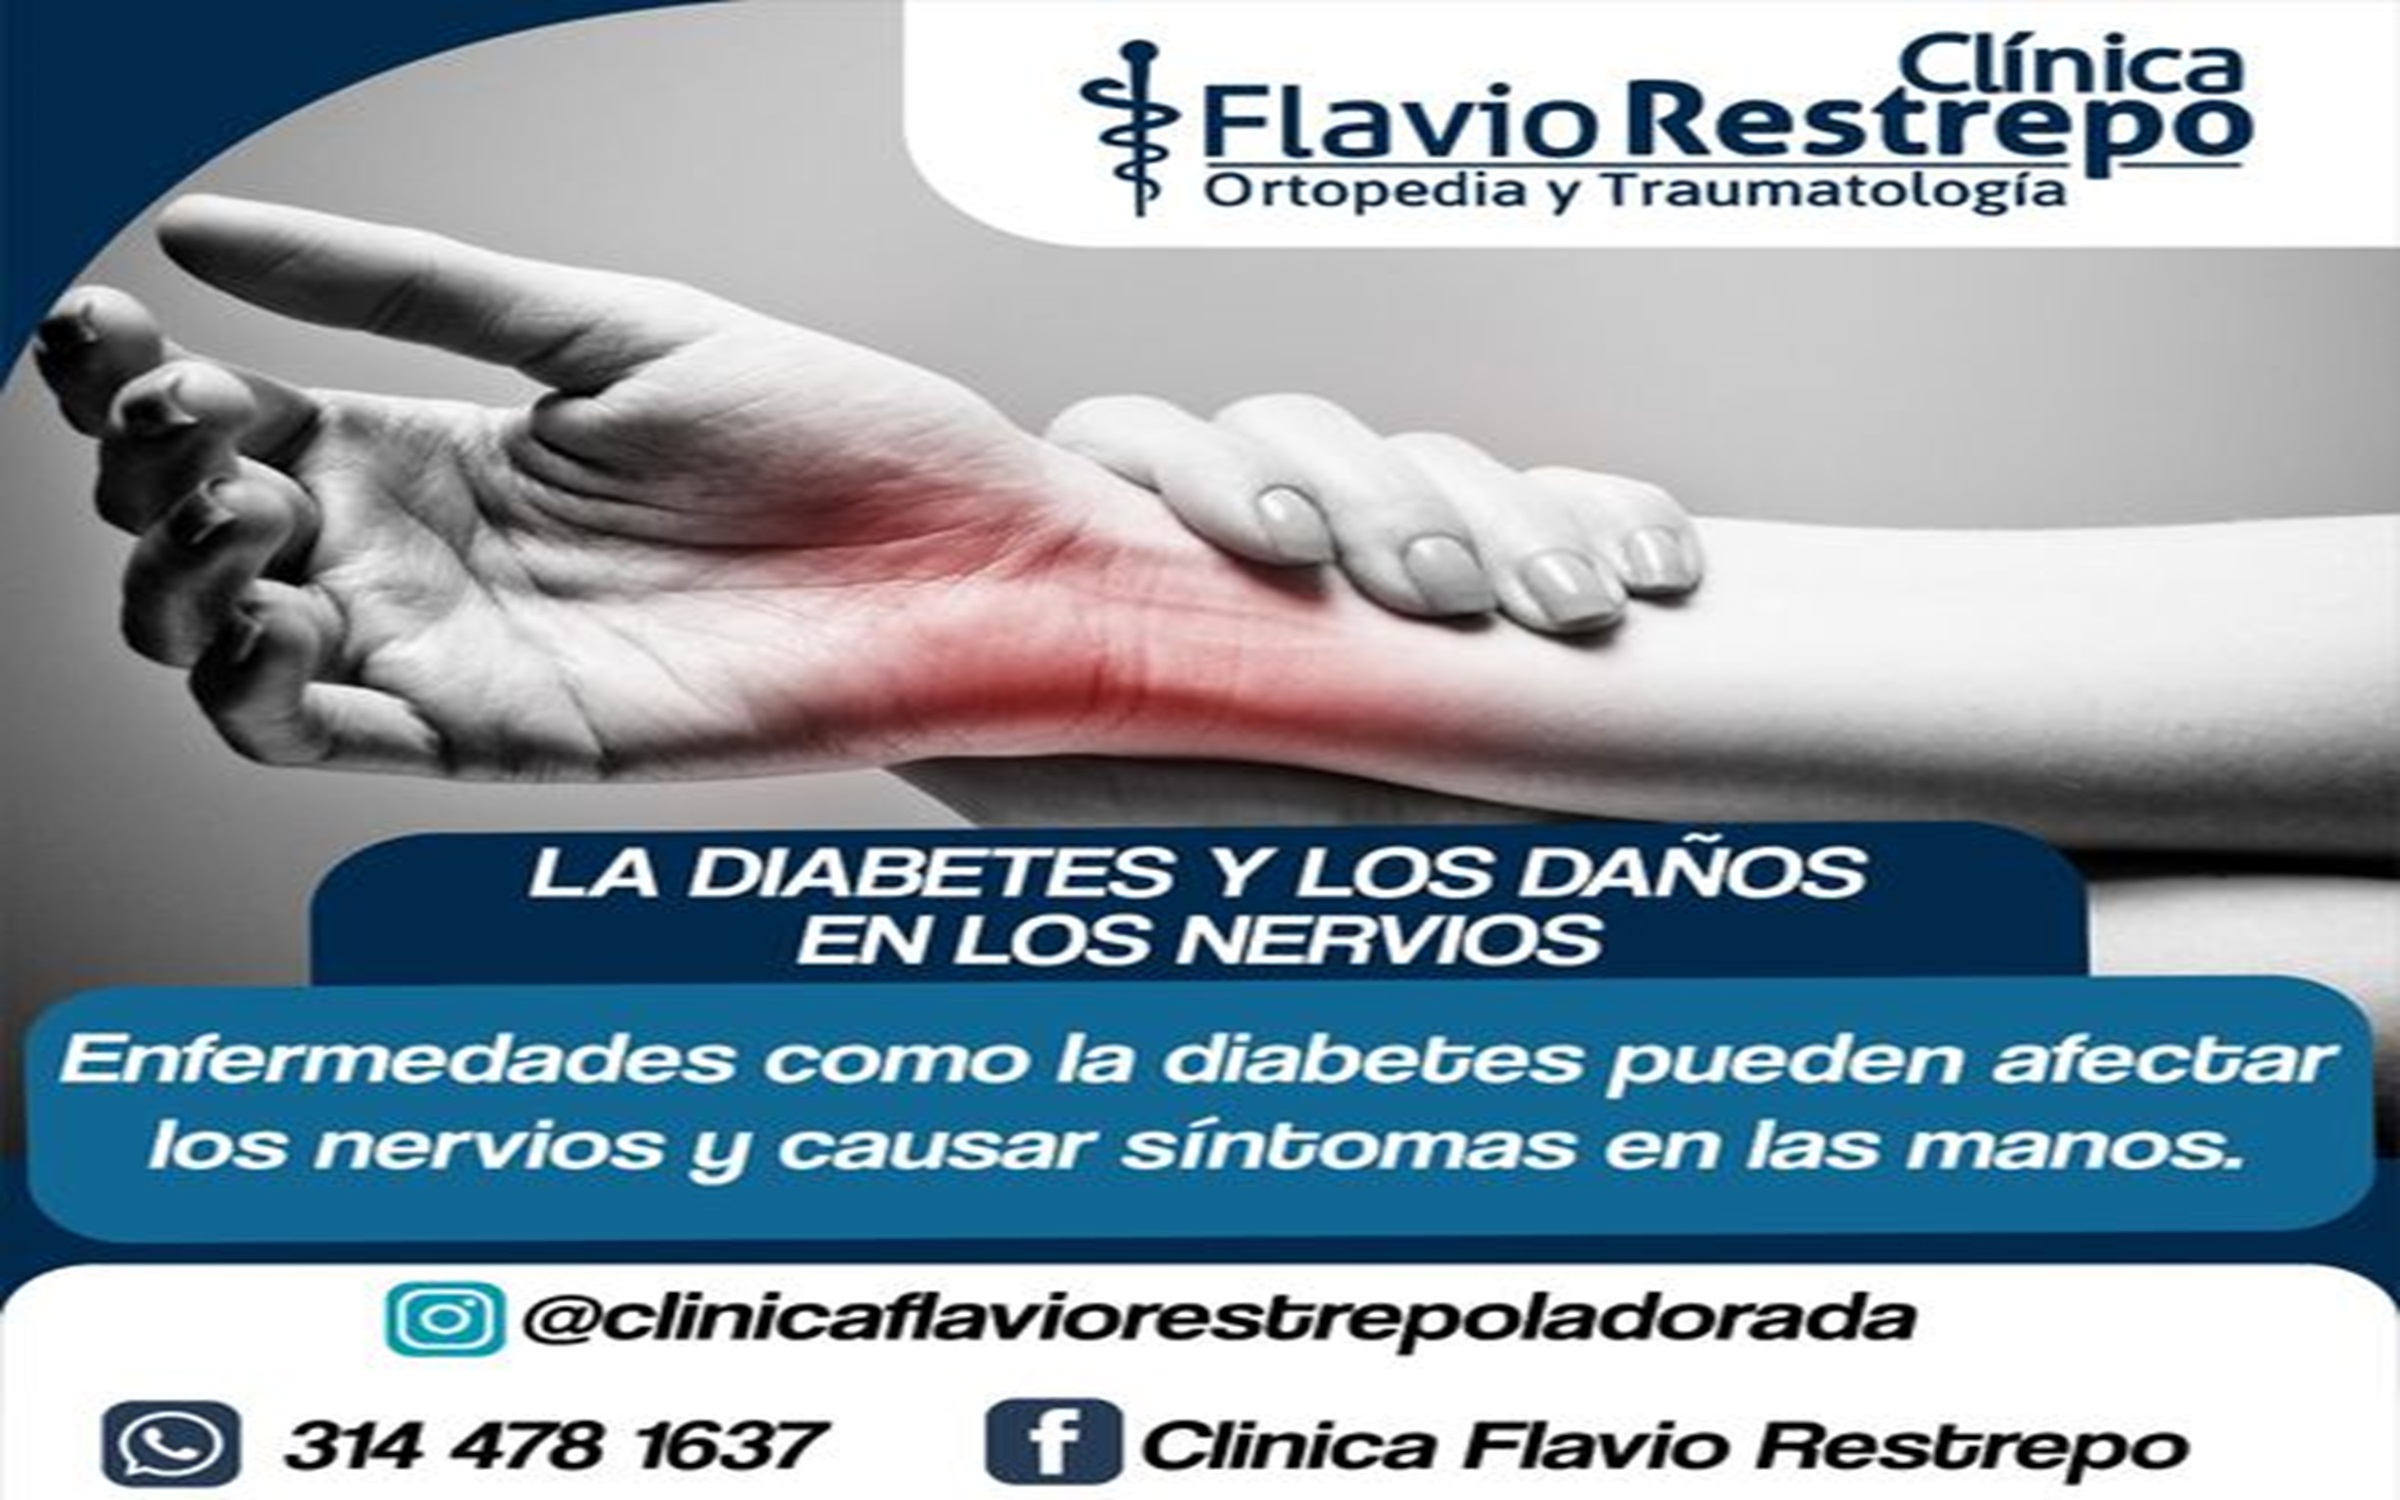 Clínica
Flavio Restrepo
Ortopedia y Traumatología
LA DIABETES Y LOS DAÑOS
EN LOS NERVIOS
Enfermedades como la diabetes pueden afectar
los nervios y causar síntomas en las manos.
@clinicaflaviorestrepoladorada
314 478 1637
Clinica Flavio Restrepo